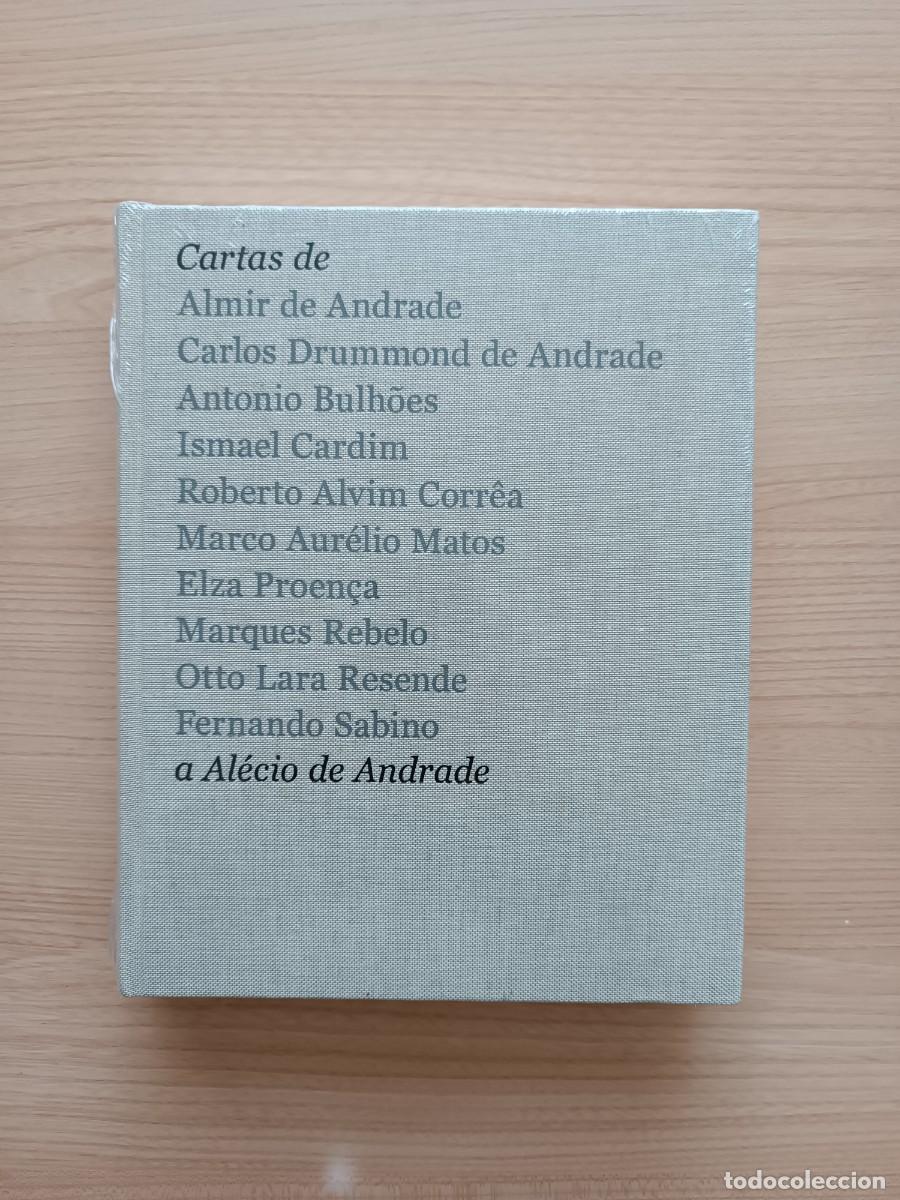 Cartas de
Almir de Andrade
Carlos Drummond de Andrade
Antonio Bulhões
Ismael Cardim
Roberto Alvim Corrêa
Marco Aurélio Matos
Elza Proença
Marques Rebelo
Otto Lara Resende
Fernando Sabino
a Alécio de Andrade
todocoleccion